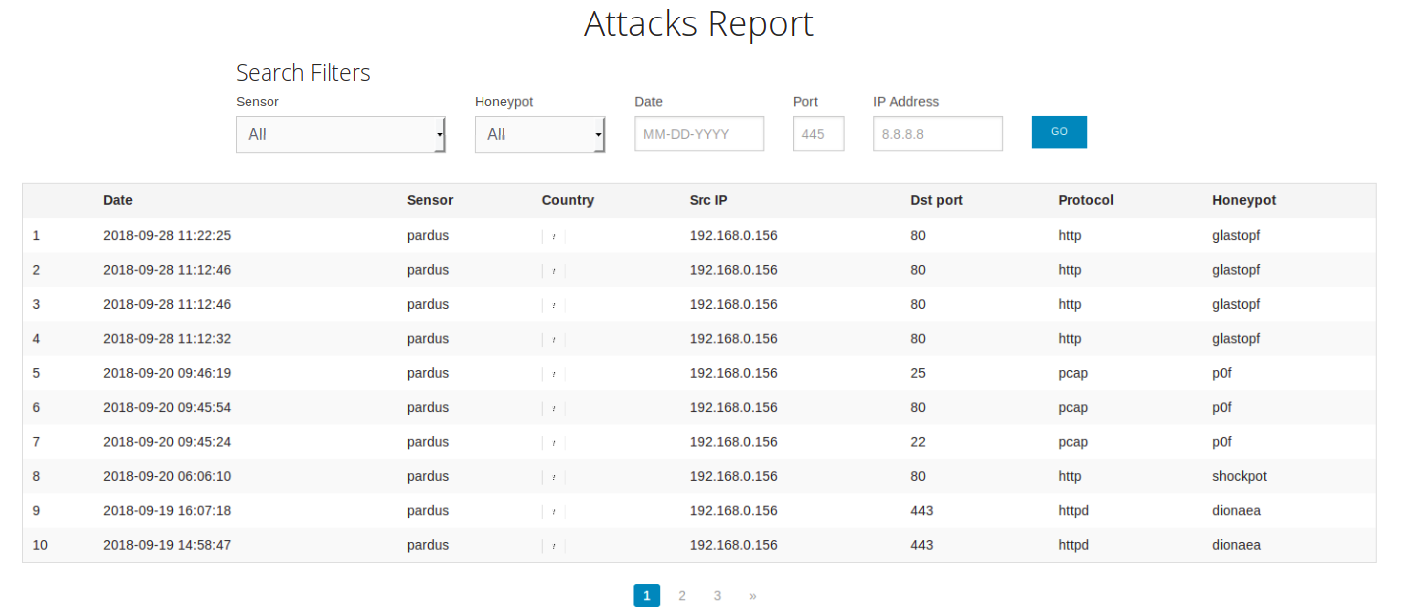 Attacks Report
Search Filters
Sensor Honeypot Date Port IP Address
All All MM-DD-YYYY 445 8.8.8.8 GO
Date Sensor Country Src IP Dst port Protocol Honeypot
1 2018-09-28 11:22:25 pardus 192.168.0.156 80 http glastopf
2 2018-09-28 11:12:46 pardus 192.168.0.156 80 http glastopf
3 2018-09-28 11:12:46 pardus 192.168.0.156 80 http glastopf
4 2018-09-28 11:12:32 pardus 192.168.0.156 80 http glastopf
5 2018-09-20 09:46:19 pardus 192.168.0.156 25 pcap p0f
6 2018-09-20 09:45:54 pardus 192.168.0.156 80 pcap p0f
7 2018-09-20 09:45:24 pardus 192.168.0.156 22 pcap p0f
8 2018-09-20 06:06:10 pardus 192.168.0.156 80 http shockpot
9 2018-09-19 16:07:18 pardus 192.168.0.156 443 httpd dionaea
10 2018-09-19 14:58:47 pardus 192.168.0.156 443 httpd dionaea
1 2 3 »